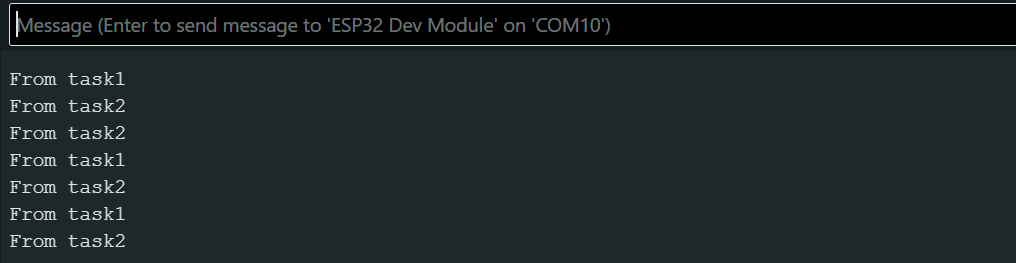 Message (Enter to send message to 'ESP32 Dev Module' on 'COM10')
From task1
From task2
From task2
From task1
From task2
From task1
From task2